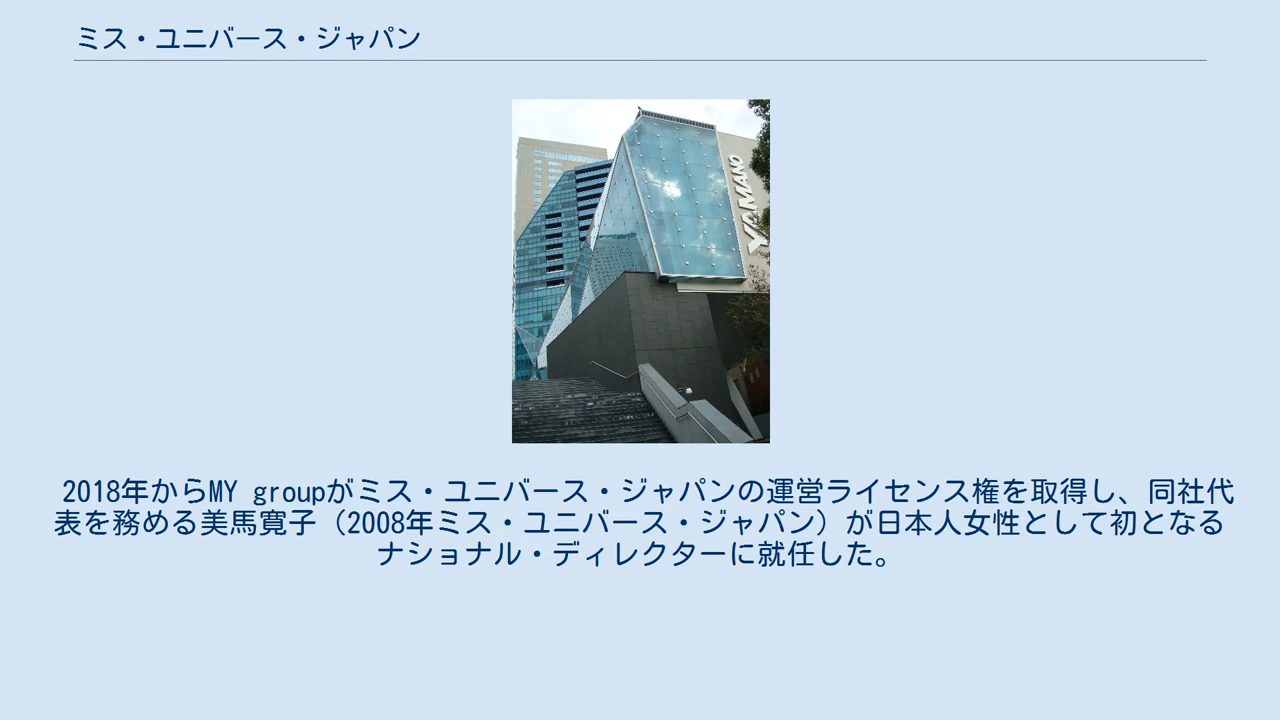 ミス・ユニバース・ジャパン
YAMANO
2018年からMY groupがミス・ユニバース・ジャパンの運営ライセンス権を取得し、同社代
表を務める美馬寛子（2008年ミス・ユニバース・ジャパン）が日本人女性として初となる
ナショナル・ディレクターに就任した。